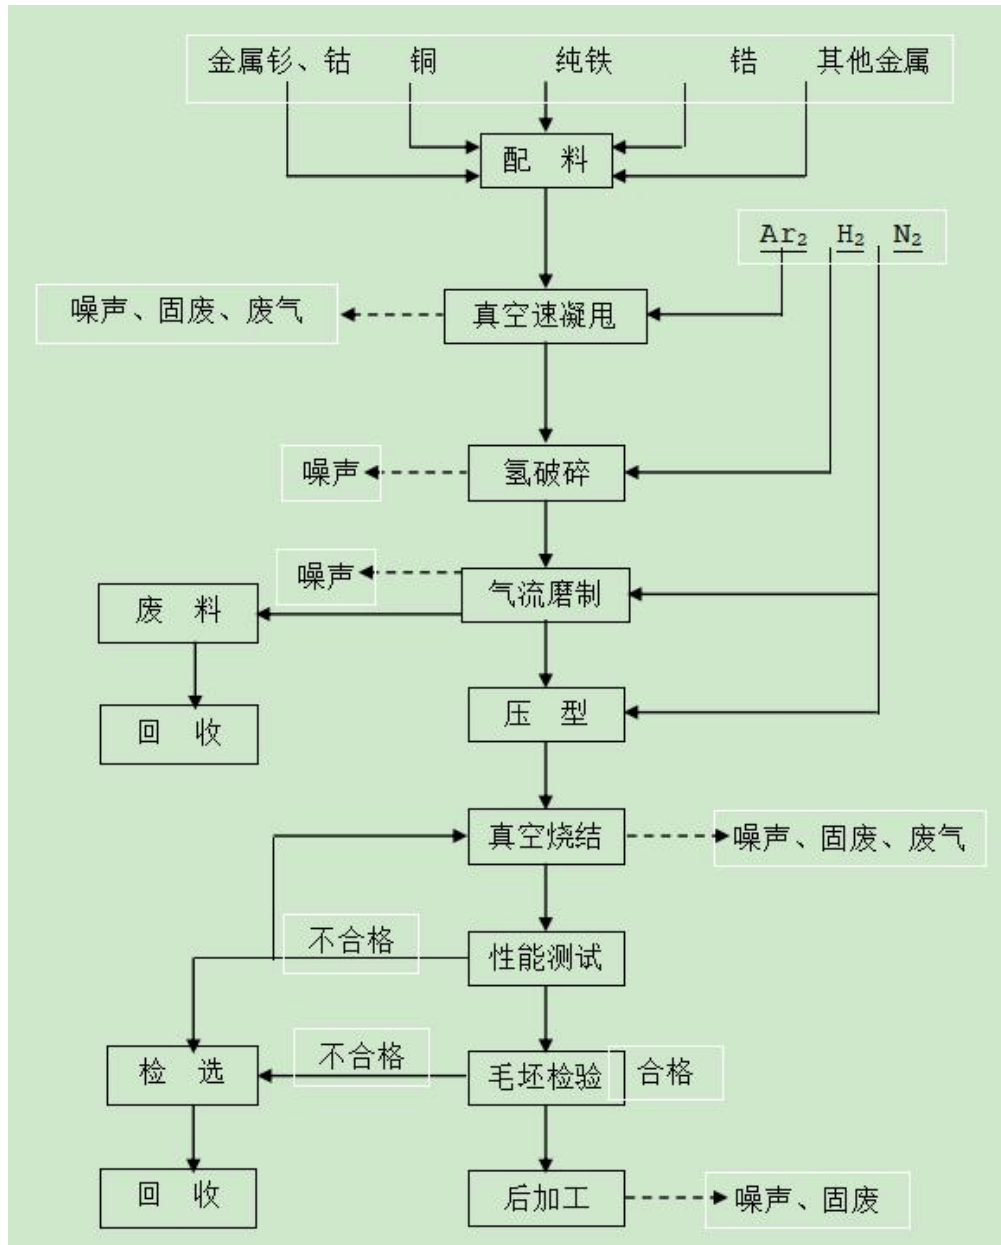 金属钐、钴 铜 纯铁 锆 其他金属
配 料
Ar₂ H₂ N₂
噪声、固废、废气
真空速凝甩
噪声
氢破碎
噪声
气流磨制
废 料
压 型
回 收
真空烧结
噪声、固废、废气
不合格
性能测试
不合格
检 选
毛坯检验
合格
回 收
后加工
噪声、固废